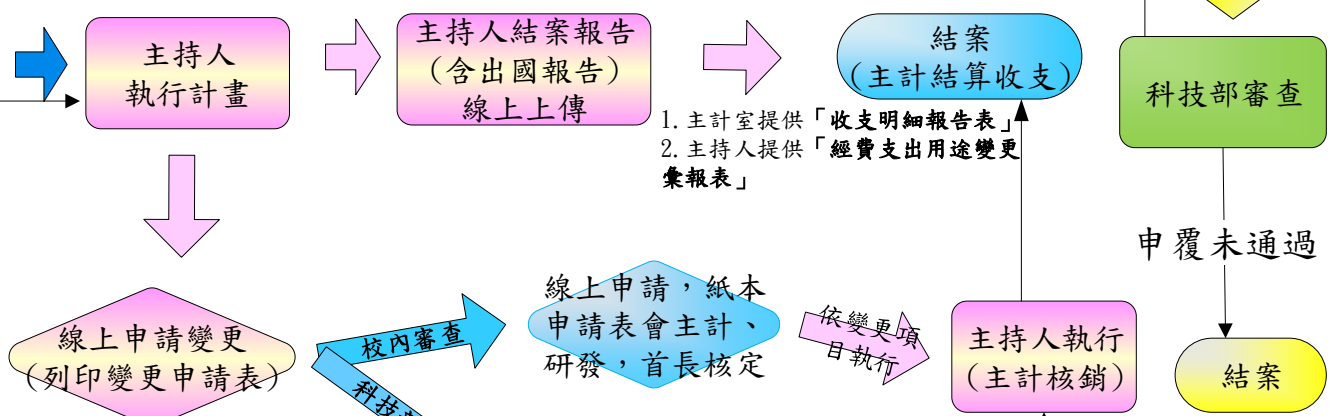 主持人
執行計畫
主持人結案報告
(含出國報告)
線上上傳
結案
(主計結算收支)
1.主計室提供「收支明細報告表」
2.主持人提供「經費支出用途變更
彙報表」
科技部審查
申覆未通過
結案
線上申請變更
(列印變更申請表)
校內審查
科技
線上申請，紙本
申請表會主計、
研發，首長核定
依變更項
目執行
主持人執行
(主計核銷)